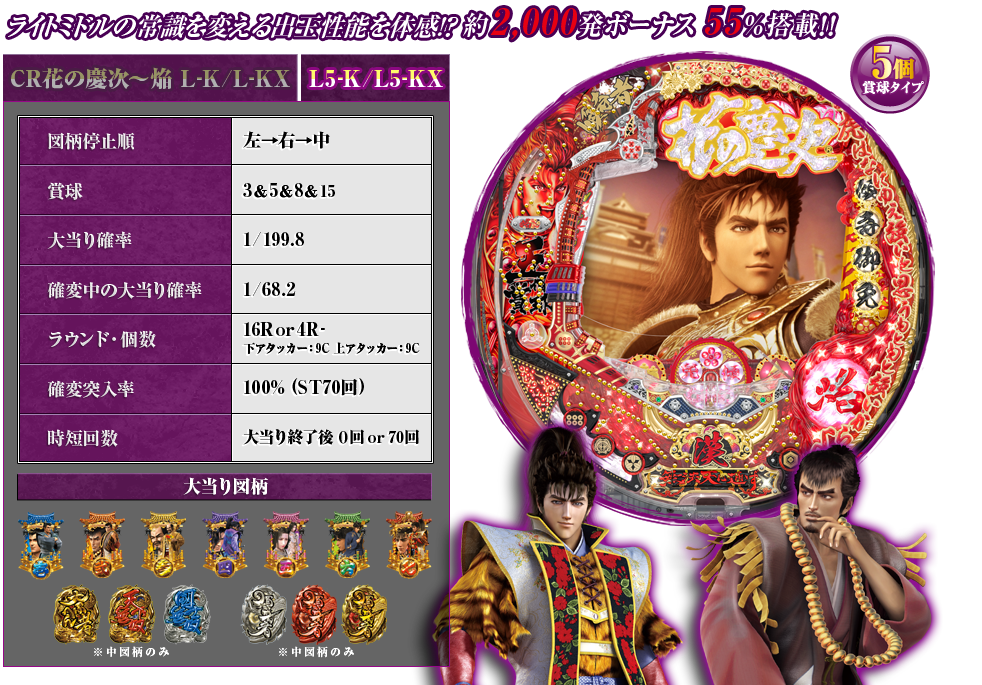 ライトミドルの常識を変える出玉性能を体感!? 約2,000発ボーナス 55%搭載!!
5個
賞球タイプ
CR花の慶次〜焔 L-K/L-KX
L5-K/L5-KX
図柄停止順 左→右→中
賞球 3&5&8&15
大当り確率 1/199.8
確変中の大当り確率 1/68.2
ラウンド・個数 16R or 4R-
下アタッカー:9C 上アタッカー:9C
確変突入率 100% (ST70回)
時短回数 大当り終了後 0回 or 70回
大当り図柄
※中図柄のみ
※中図柄のみ
花の慶次
傾奇御免
漢